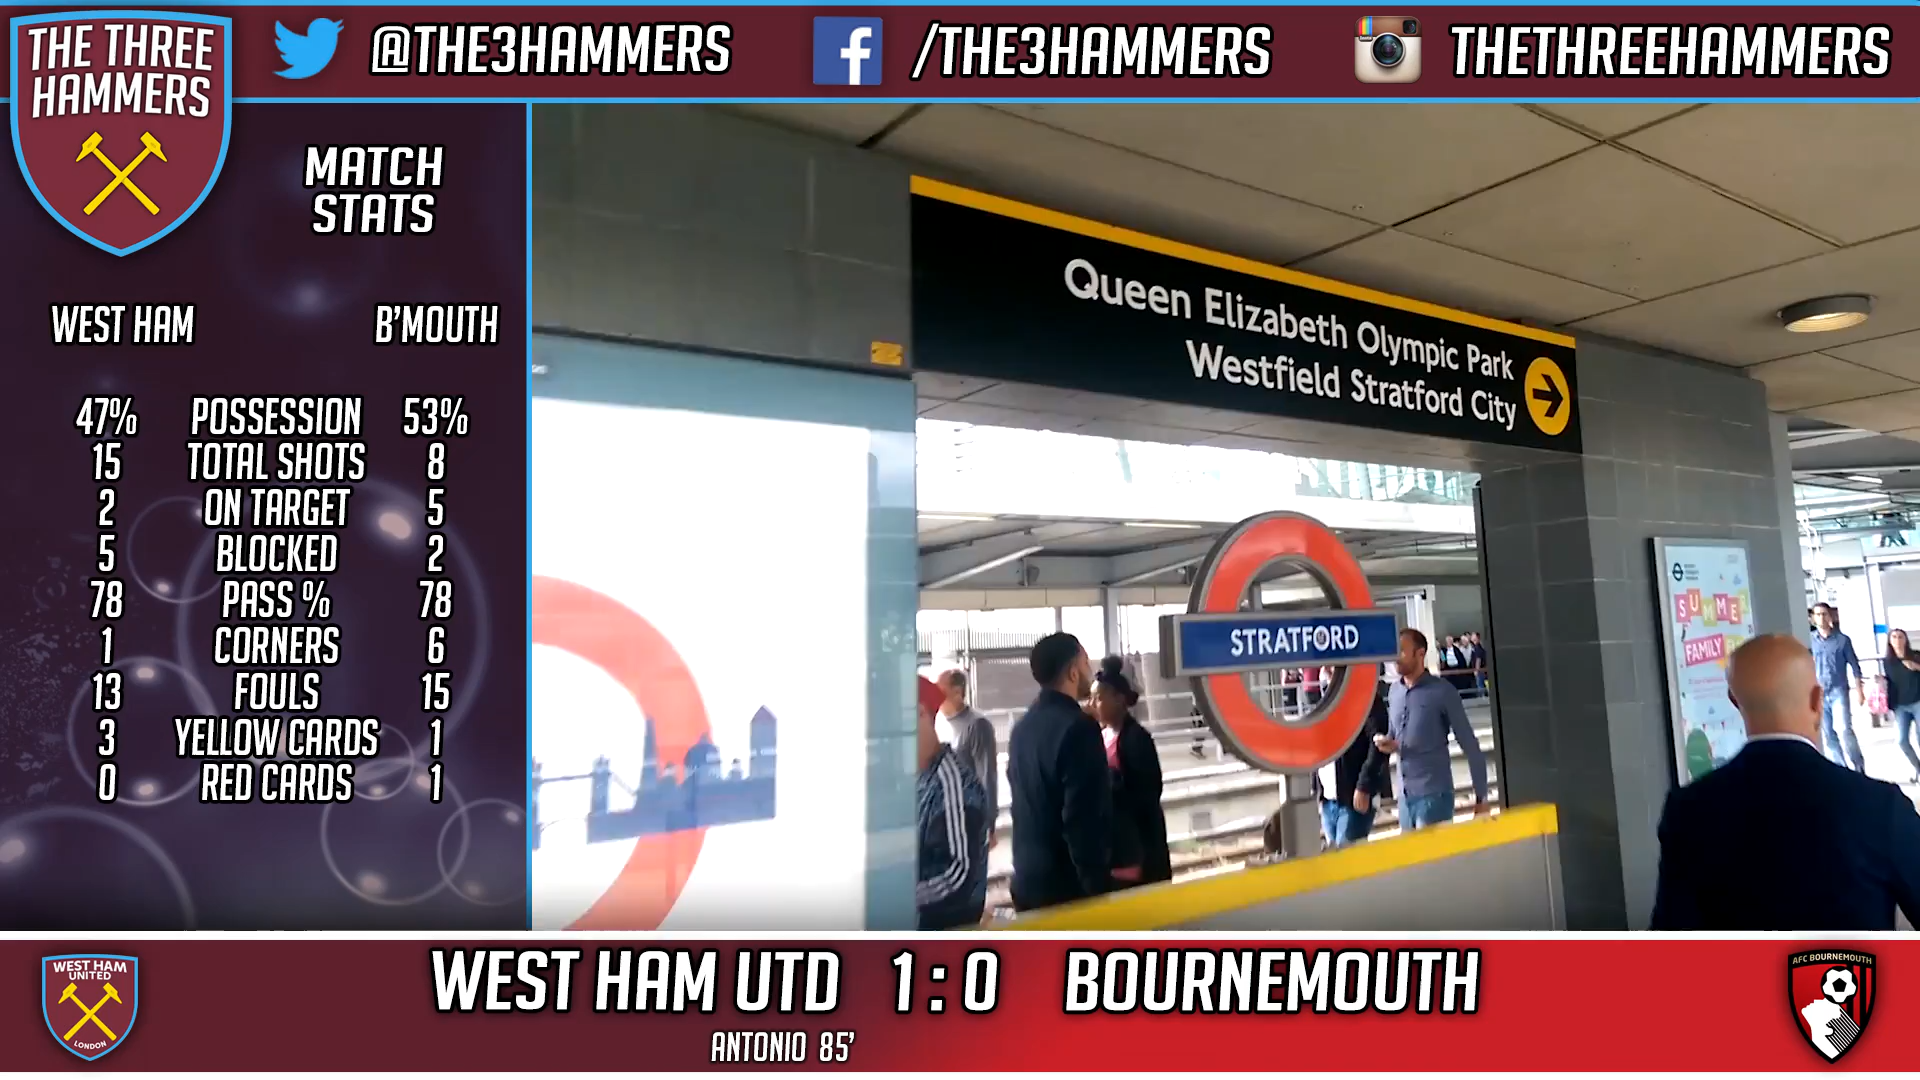 THE THREE
HAMMERS
@THE3HAMMERS
/THE3HAMMERS
THETHREEHAMMERS
MATCH
STATS
WEST HAM B'MOUTH
47% POSSESSION 53%
15 TOTAL SHOTS 8
2 ON TARGET 5
5 BLOCKED 2
78 PASS % 78
1 CORNERS 6
13 FOULS 15
3 YELLOW CARDS 1
0 RED CARDS 1
Queen Elizabeth Olympic Park
Westfield Stratford City
STRATFORD
FAMILY
WEST HAM
UNITED
LONDON
WEST HAM UTD 1 : 0 BOURNEMOUTH
ANTONIO 85'
AFC BOURNEMOUTH